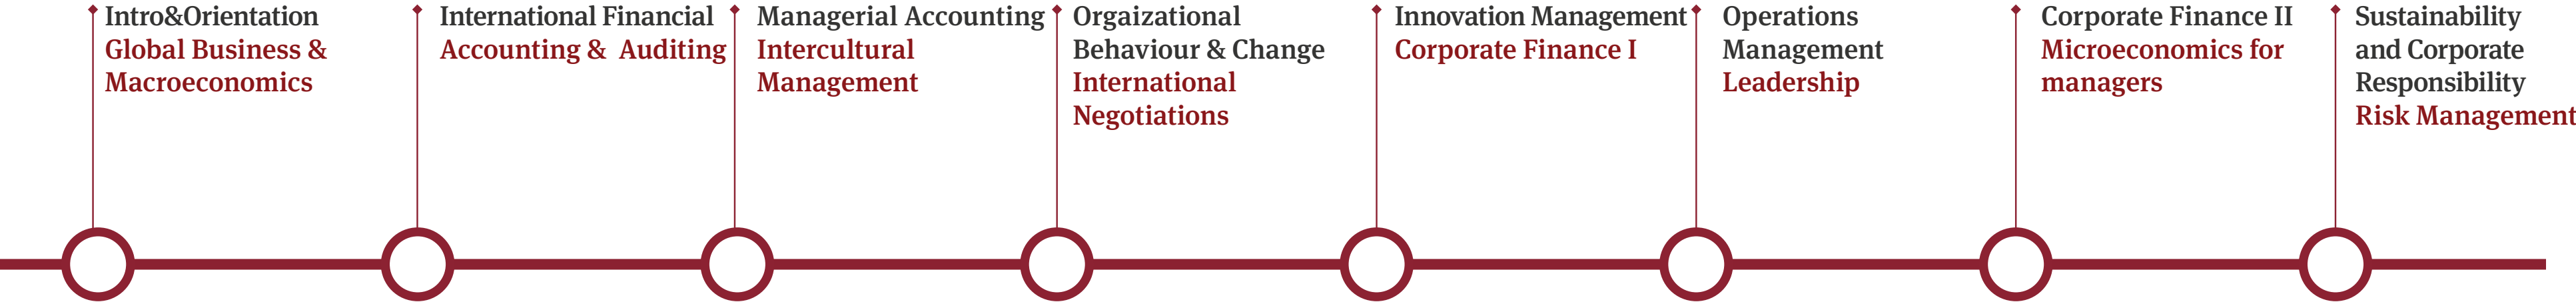 Intro&Orientation
Global Business &
Macroeconomics
International Financial
Accounting &  Auditing
Managerial Accounting
Intercultural
Management
Orgaizational
Behaviour & Change
International
Negotiations
Innovation Management
Corporate Finance I
Operations
Management
Leadership
Corporate Finance II
Microeconomics for
managers
Sustainability
and Corporate
Responsibility
Risk Management